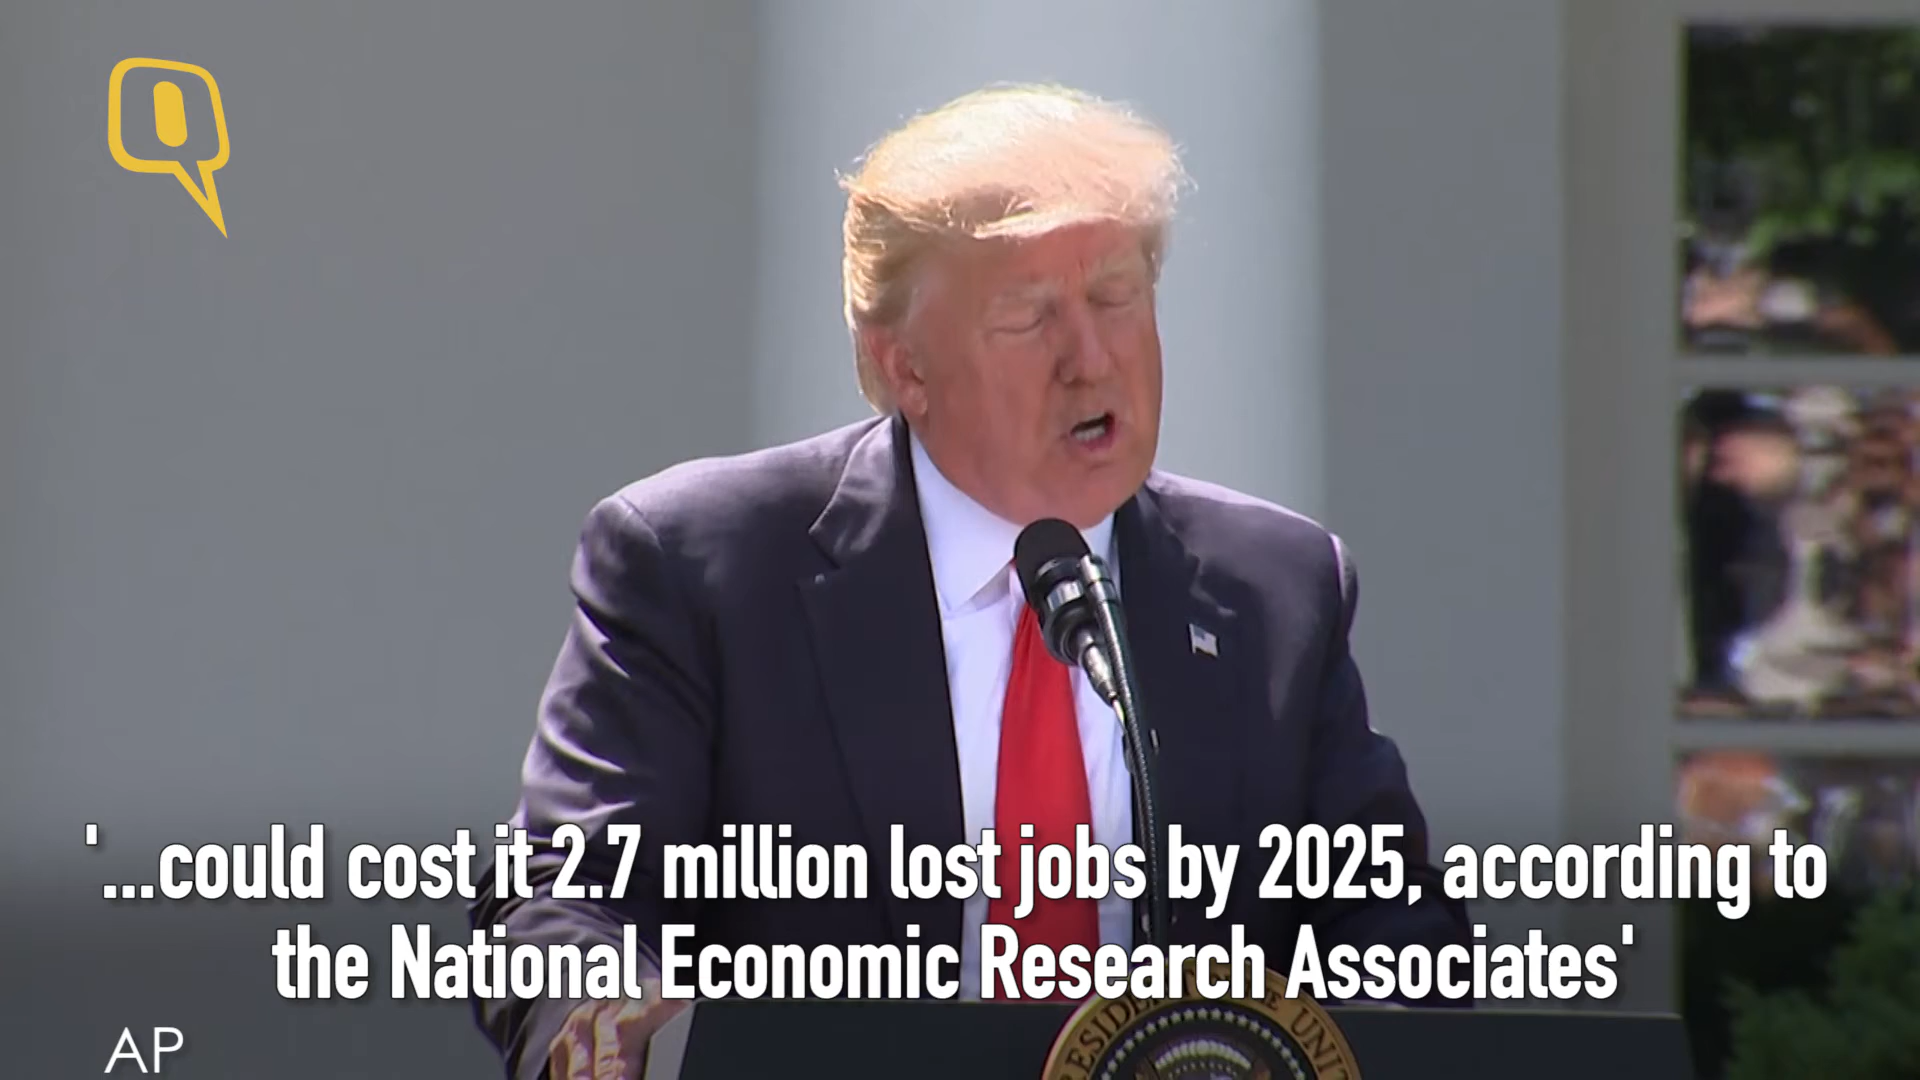 '...could cost it 2.7 million lost jobs by 2025, according to
the National Economic Research Associates'
AP